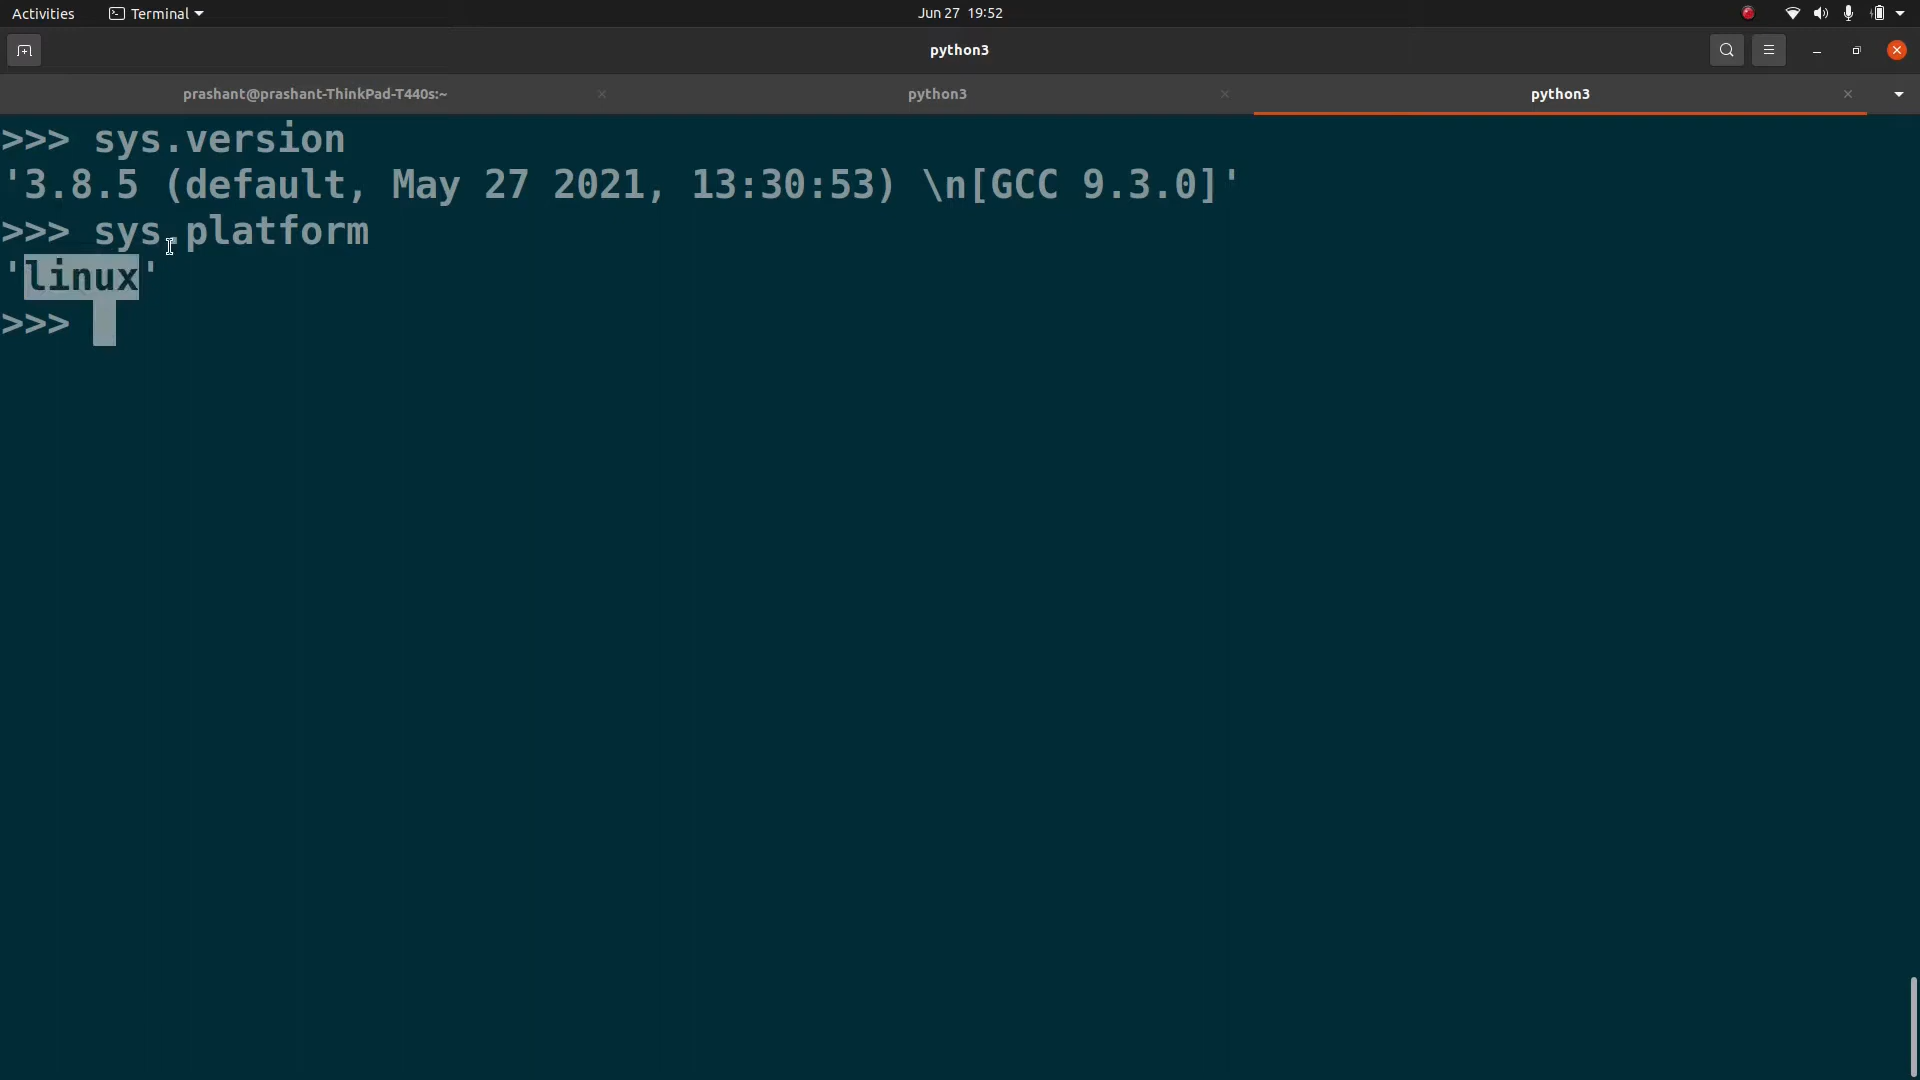 Activities Terminal Jun 27 19:52
python3
prashant@prashant-ThinkPad-T440s:~ python3 python3
>>> sys.version
'3.8.5 (default, May 27 2021, 13:30:53) \n[GCC 9.3.0]'
>>> sys.platform
'linux'
>>>